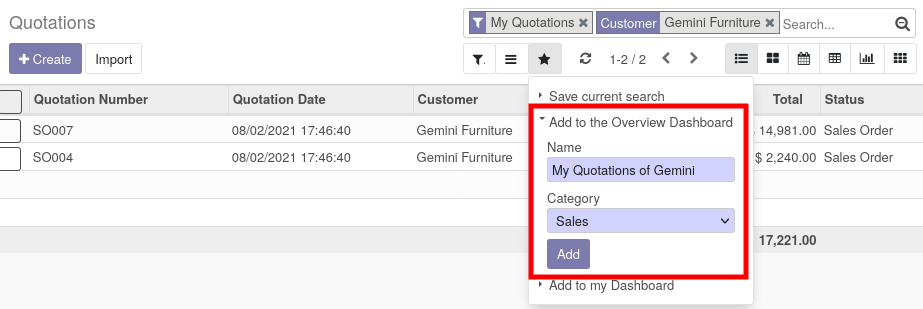 Quotations
My Quotations ✖ Customer Gemini Furniture ✖ Search...
+ Create Import 1-2 / 2
Save current search
Quotation Number Quotation Date Customer Total Status
Add to the Overview Dashboard
SO007 08/02/2021 17:46:40 Gemini Furniture 14,981.00 Sales Order
Name
SO004 08/02/2021 17:46:40 Gemini Furniture $ 2,240.00 Sales Order
My Quotations of Gemini
Category
Sales
17,221.00
Add
Add to my Dashboard